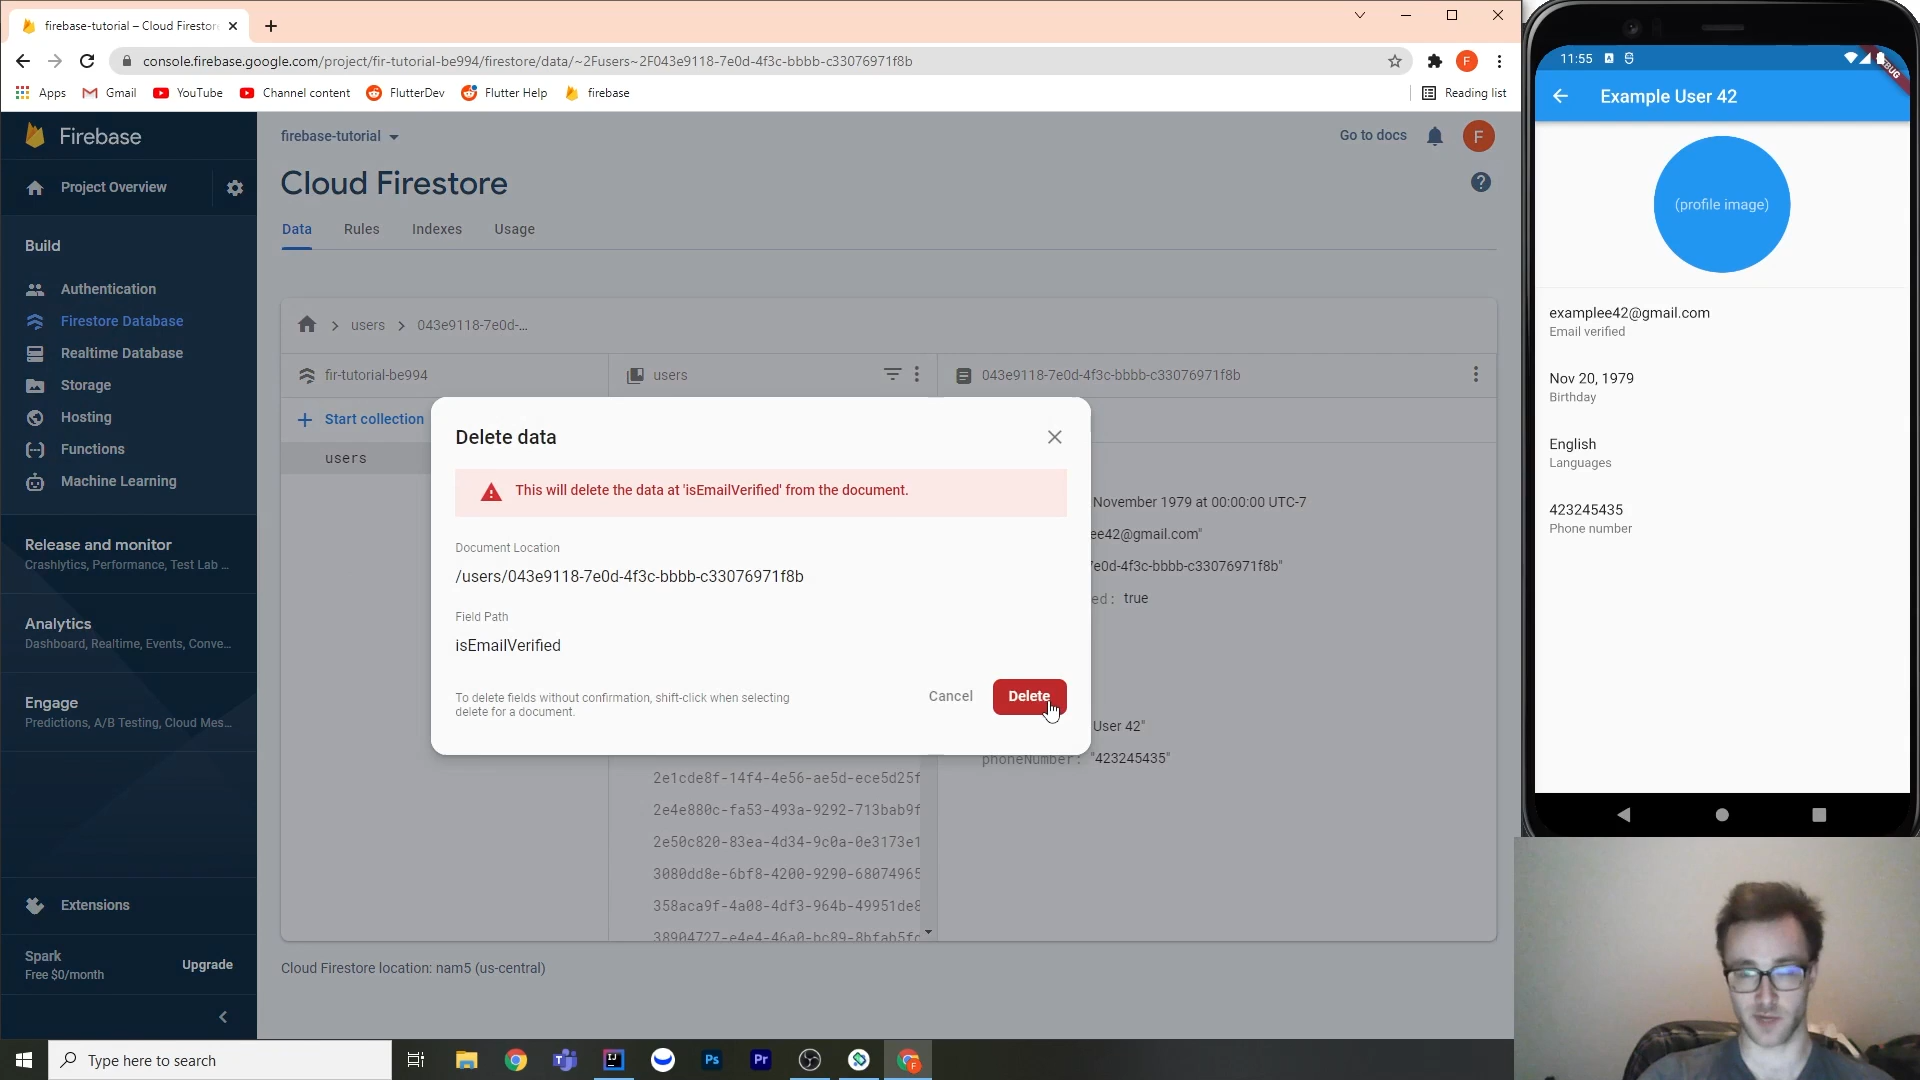 firebase-tutorial – Cloud Firestor
console.firebase.google.com/project/fir-tutorial-be994/firestore/data/~2Fusers~2F043e9118-7e0d-4f3c-bbbb-c33076971f8b
F
Apps
Gmail
YouTube
Channel content
FlutterDev
Flutter Help
firebase
Reading list
Firebase
Project Overview
Build
Authentication
Firestore Database
Realtime Database
Storage
Hosting
Functions
Machine Learning
Release and monitor
Crashlytics, Performance, Test Lab ...
Analytics
Dashboard, Realtime, Events, Conve...
Engage
Predictions, A/B Testing, Cloud Mes...
Extensions
Spark
Free $0/month
Upgrade
firebase-tutorial
Go to docs
F
Cloud Firestore
Data
Rules
Indexes
Usage
users
043e9118-7e0d-...
fir-tutorial-be994
users
043e9118-7e0d-4f3c-bbbb-c33076971f8b
Start collection
users
Delete data
This will delete the data at 'isEmailVerified' from the document.
Document Location
/users/043e9118-7e0d-4f3c-bbbb-c33076971f8b
Field Path
isEmailVerified
To delete fields without confirmation, shift-click when selecting
delete for a document.
Cancel
Delete
November 1979 at 00:00:00 UTC-7
ee42@gmail.com"
7e0d-4f3c-bbbb-c33076971f8b"
ed: true
User 42"
phoneNumber: "423245435"
2e1cde8f-14f4-4e56-ae5d-ece5d25f
2e4e880c-fa53-493a-9292-713bab9f
2e50c820-83ea-4d34-9c0a-0e3173e1
3080dd8e-6bf8-4200-9290-68074965
358aca9f-4a08-4df3-964b-49951de8
38904727-e4e4-46a0-bc89-8bfab5fc
Cloud Firestore location: nam5 (us-central)
Type here to search
Ps
Pr
11:55
DEBUG
Example User 42
(profile image)
examplee42@gmail.com
Email verified
Nov 20, 1979
Birthday
English
Languages
423245435
Phone number